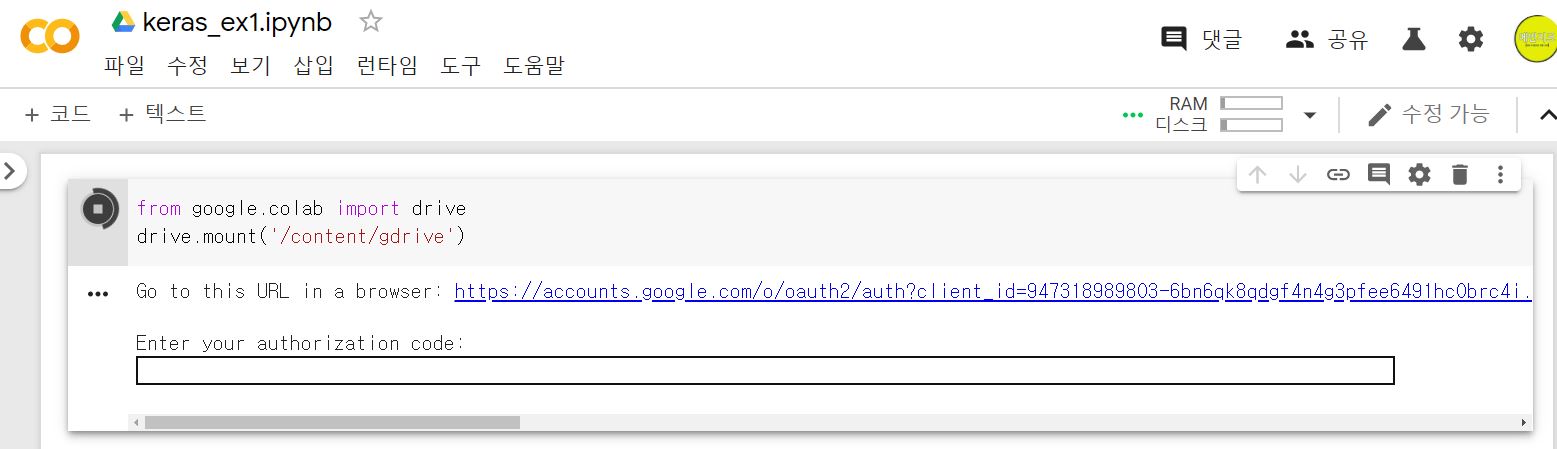 keras_ex1.ipynb
파일 수정 보기 삽입 런타임 도구 도움말
댓글 공유
+ 코드 + 텍스트
RAM
디스크
수정 가능
from google.colab import drive
drive.mount('/content/gdrive')
Go to this URL in a browser: https://accounts.google.com/o/oauth2/auth?client_id=947318989803-6bn6qk8qdgf4n4g3pfee6491hc0brc4i.
Enter your authorization code: